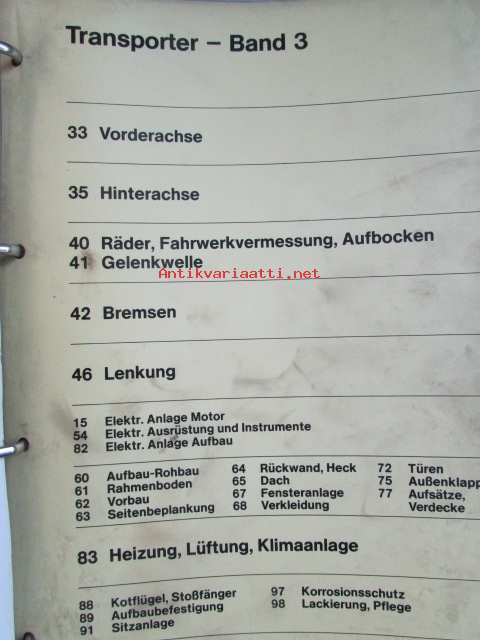 Transporter – Band 3
33 Vorderachse
35 Hinterachse
40 Räder, Fahrwerkvermessung, Aufbocken
41 Gelenkwelle
Antikvariaatti.net
42 Bremsen
46 Lenkung
15 Elektr. Anlage Motor
54 Elektr. Ausrüstung und Instrumente
82 Elektr. Anlage Aufbau
60 Aufbau-Rohbau
61 Rahmenboden
62 Vorbau
63 Seitenbeplankung
64 Rückwand, Heck
65 Dach
67 Fensteranlage
68 Verkleidung
72 Türen
75 Außenklapp
77 Aufsätze,
Verdecke
83 Heizung, Lüftung, Klimaanlage
88 Kotflügel, Stoßfänger
89 Aufbaubefestigung
91 Sitzanlage
97 Korrosionsschutz
98 Lackierung, Pflege